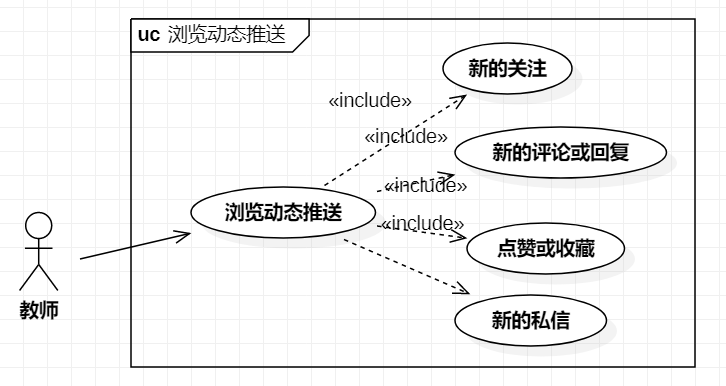 uc 浏览动态推送
新的关注
«include»
«include»
新的评论或回复
«include»
浏览动态推送
«include»
点赞或收藏
教师
新的私信